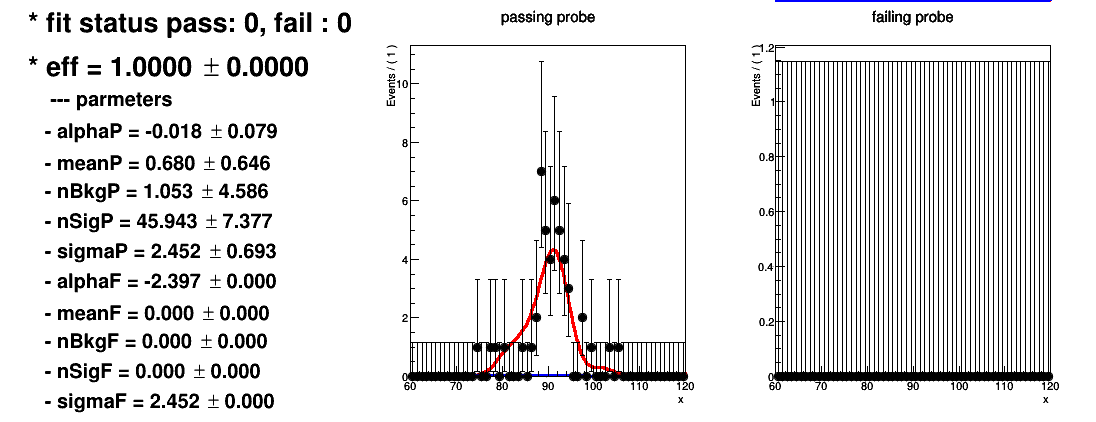 * fit status pass: 0, fail : 0
* eff = 1.0000 ± 0.0000
--- parmeters
- alphaP = -0.018 ± 0.079
- meanP = 0.680 ± 0.646
- nBkgP = 1.053 ± 4.586
- nSigP = 45.943 ± 7.377
- sigmaP = 2.452 ± 0.693
- alphaF = -2.397 ± 0.000
- meanF = 0.000 ± 0.000
- nBkgF = 0.000 ± 0.000
- nSigF = 0.000 ± 0.000
- sigmaF = 2.452 ± 0.000
passing probe
Events / ( 1 )
10
8
6
4
2
0
60 70 80 90 100 110 120
x
failing probe
Events / ( 1 )
1.2
1
0.8
0.6
0.4
0.2
0
60 70 80 90 100 110 120
x